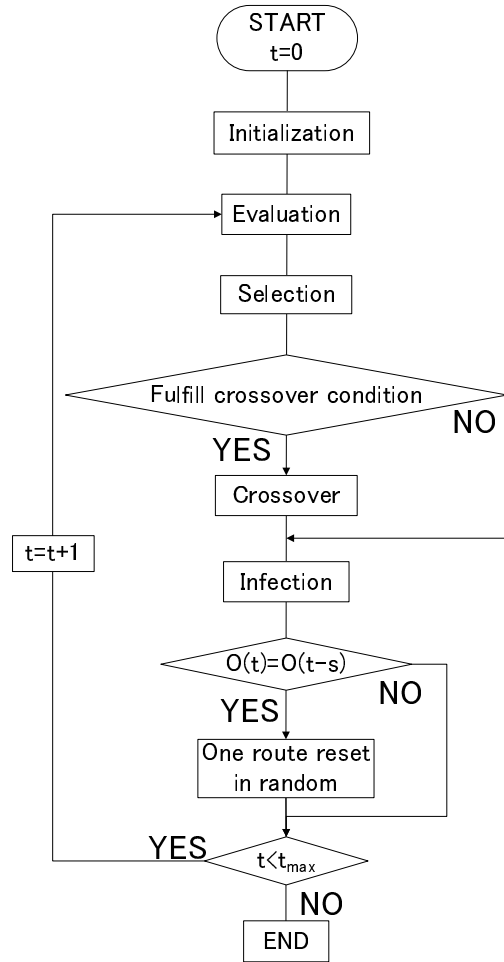 START
t=0
Initialization
Evaluation
Selection
Fulfill crossover condition
NO
YES
Crossover
t=t+1
Infection
O(t)=O(t-s)
NO
YES
One route reset
in random
YES
t<tmax
NO
END